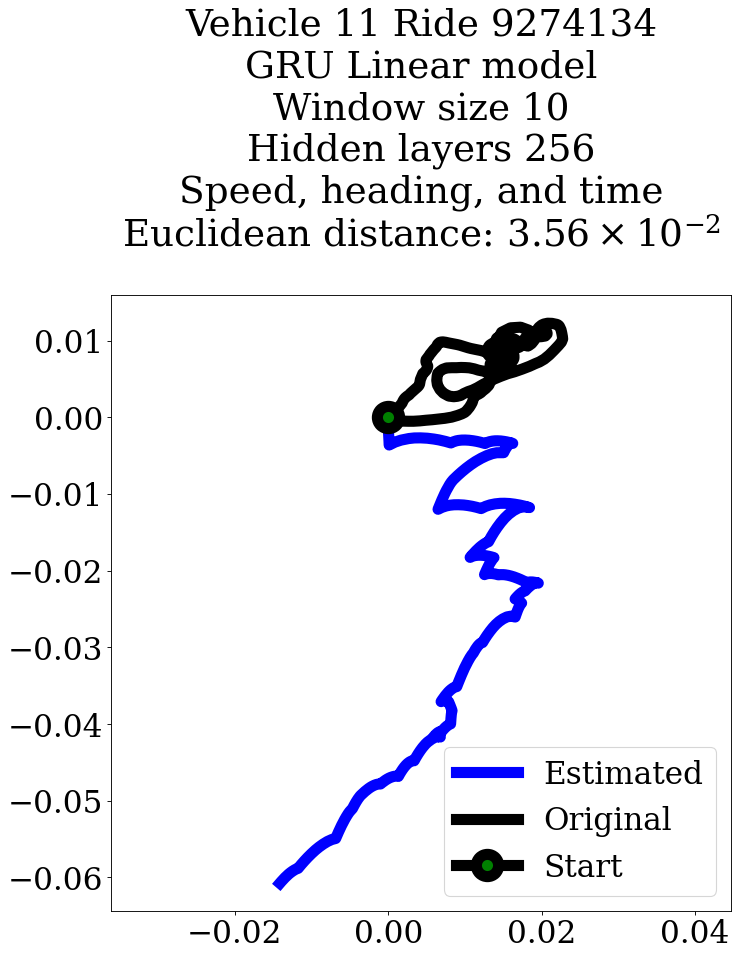 Vehicle 11 Ride 9274134
GRU Linear model
Window size 10
Hidden layers 256
Speed, heading, and time
Euclidean distance: 3.56 × 10⁻²
0.01
0.00
−0.01
−0.02
−0.03
−0.04
−0.05
−0.06
Estimated
Original
Start
−0.02 0.00 0.02 0.04